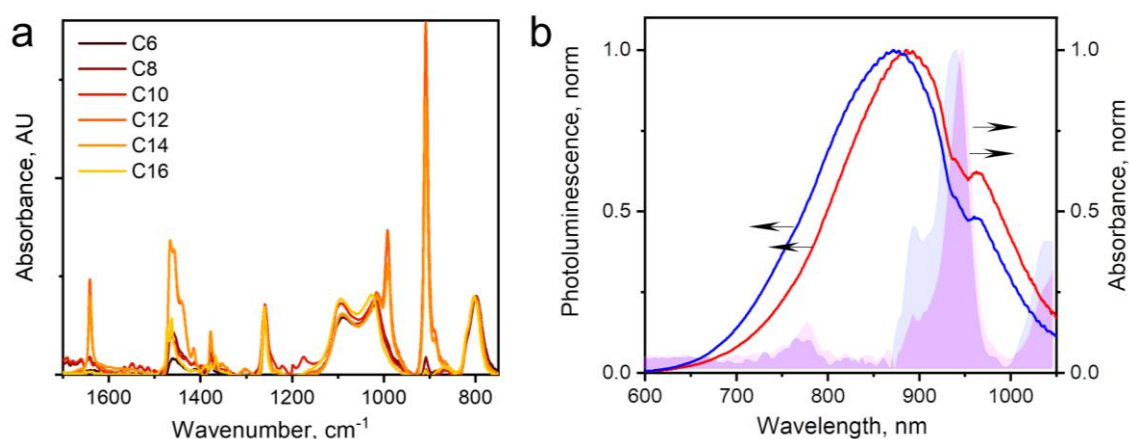 a
C6
C8
C10
C12
C14
C16
Absorbance, AU
1600 1400 1200 1000 800
Wavenumber, cm-1
b
Photoluminescence, norm
1.0
0.5
0.0
1.0
0.5
0.0
Absorbance, norm
600 700 800 900 1000
Wavelength, nm